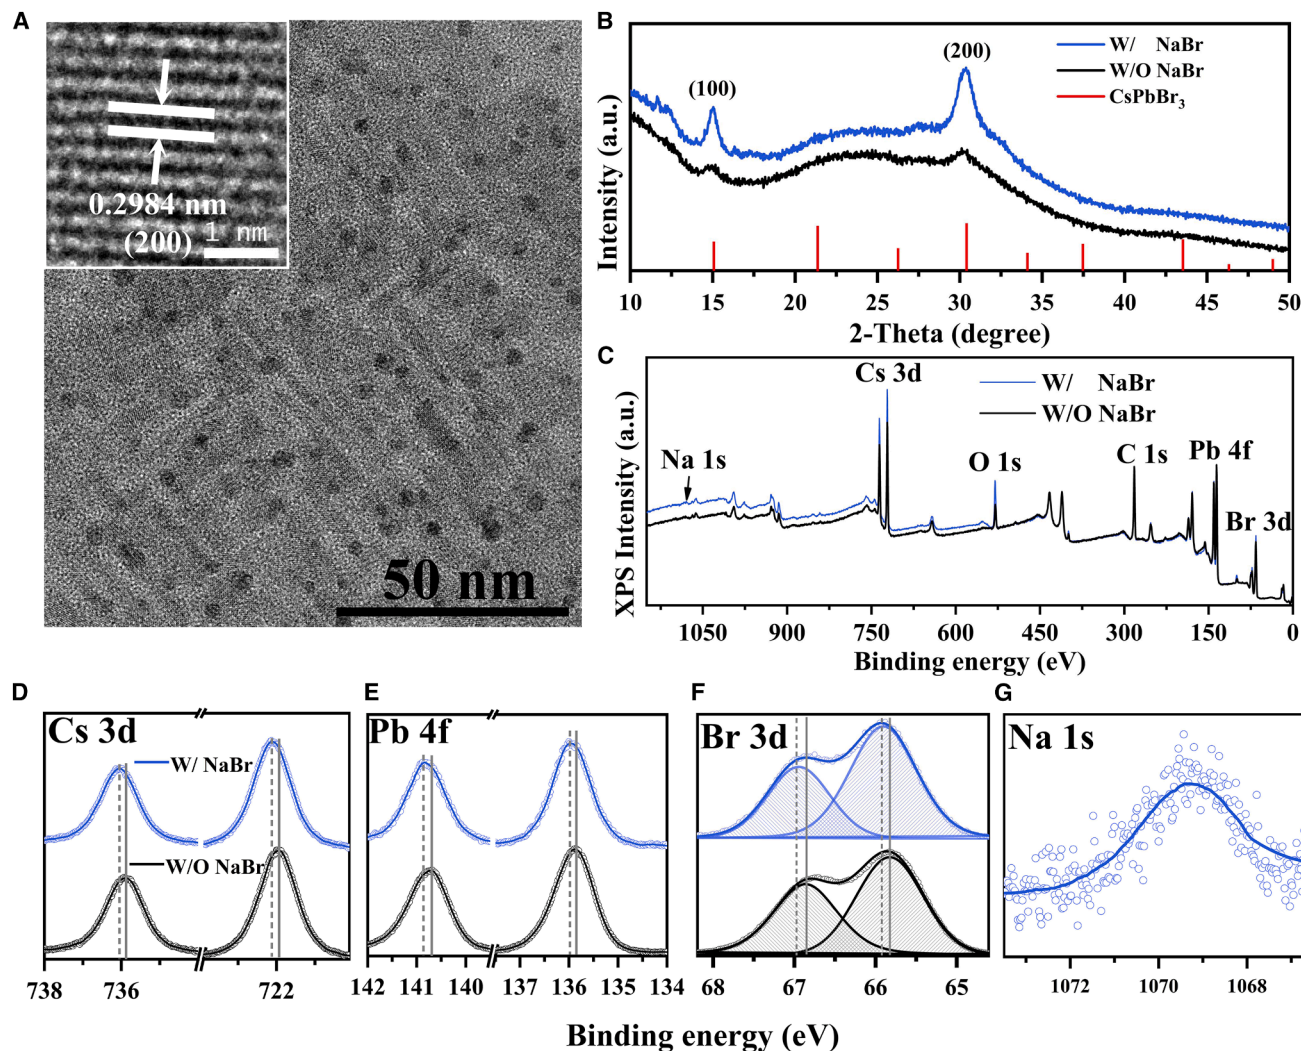 A
0.2984 nm
(200)
1 nm
50 nm
B
(100)
(200)
W/ NaBr
W/O NaBr
CsPbBr3
Intensity (a.u.)
10 15 20 25 30 35 40 45 50
2-Theta (degree)
C
Na 1s
Cs 3d
O 1s
C 1s
Pb 4f
Br 3d
W/ NaBr
W/O NaBr
XPS Intensity (a.u.)
1050 900 750 600 450 300 150 0
Binding energy (eV)
D
Cs 3d
W/ NaBr
W/O NaBr
738 736 722
E
Pb 4f
142 141 140 137 136 135 134
F
Br 3d
68 67 66 65
G
Na 1s
1072 1070 1068
Binding energy (eV)